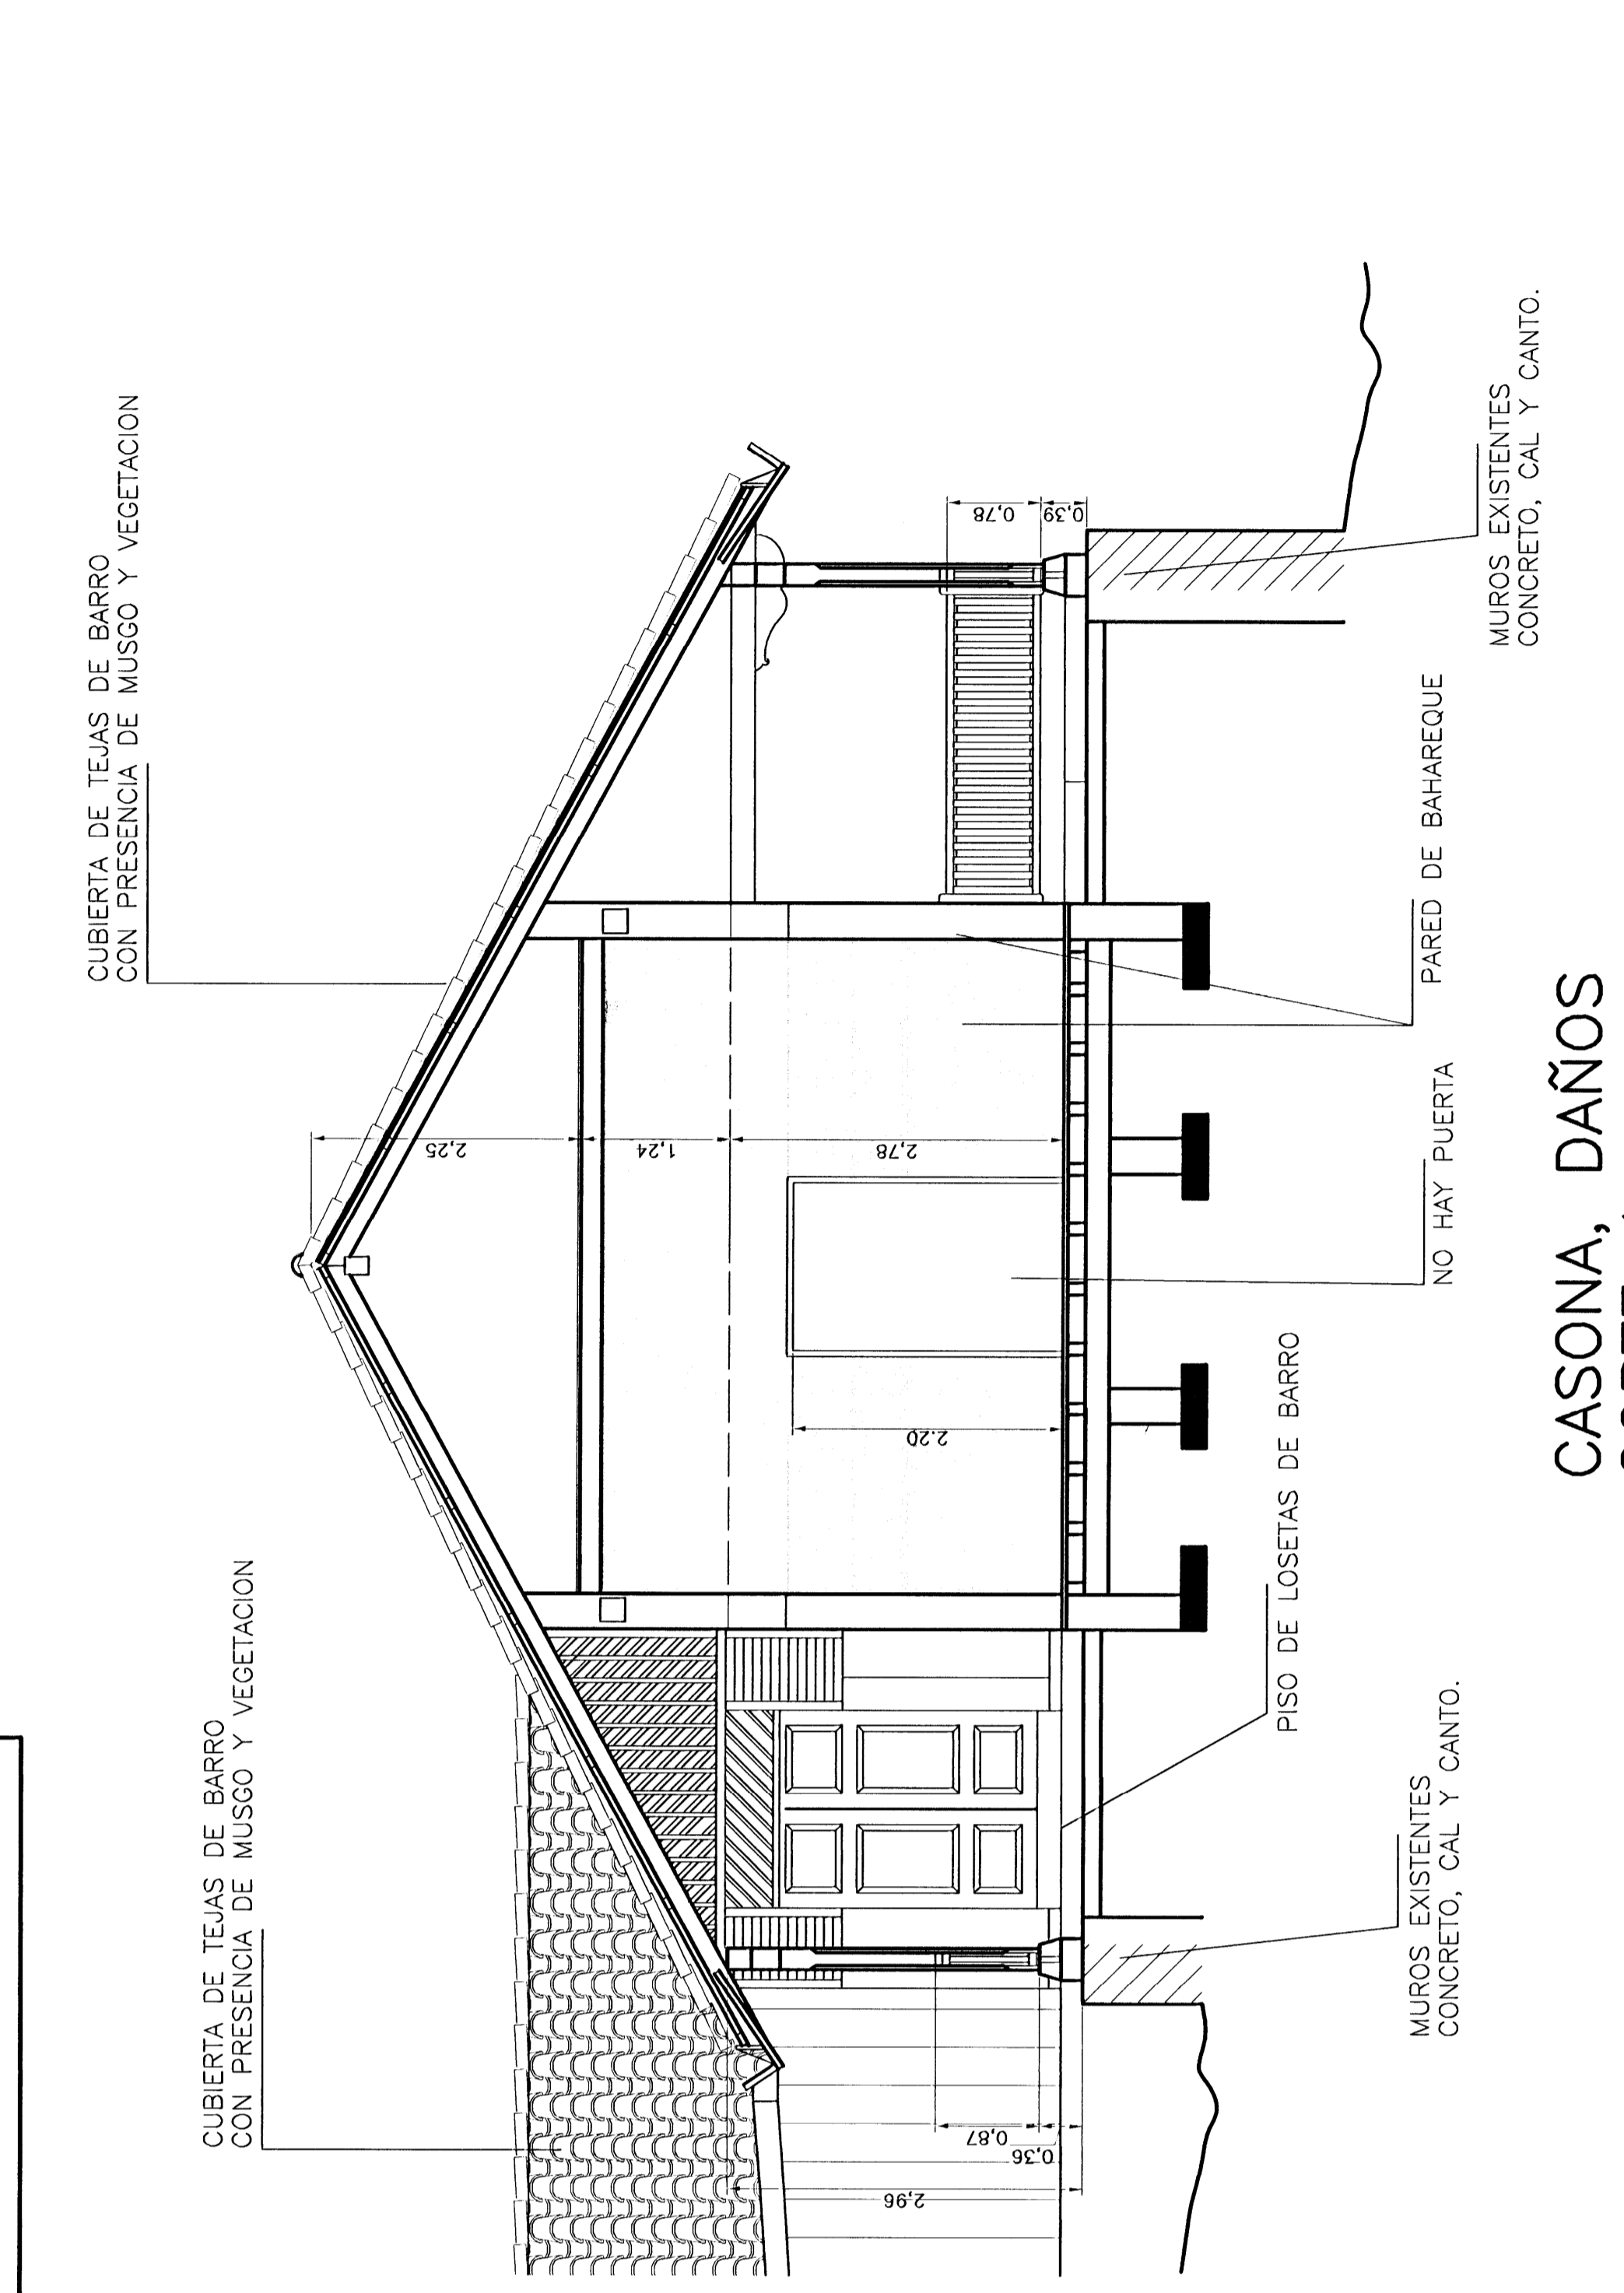 CUBIERTA DE TEJAS DE BARRO
CON PRESENCIA DE MUSGO Y VEGETACION
CUBIERTA DE TEJAS DE BARRO
CON PRESENCIA DE MUSGO Y VEGETACION
2,25
1,24
2,78
2.20
0,78
0,39
0,87
0,36
2,96
PISO DE LOSETAS DE BARRO
MUROS EXISTENTES
CONCRETO, CAL Y CANTO.
NO HAY PUERTA
PARED DE BAHAREQUE
MUROS EXISTENTES
CONCRETO, CAL Y CANTO.
CASONA, DAÑOS